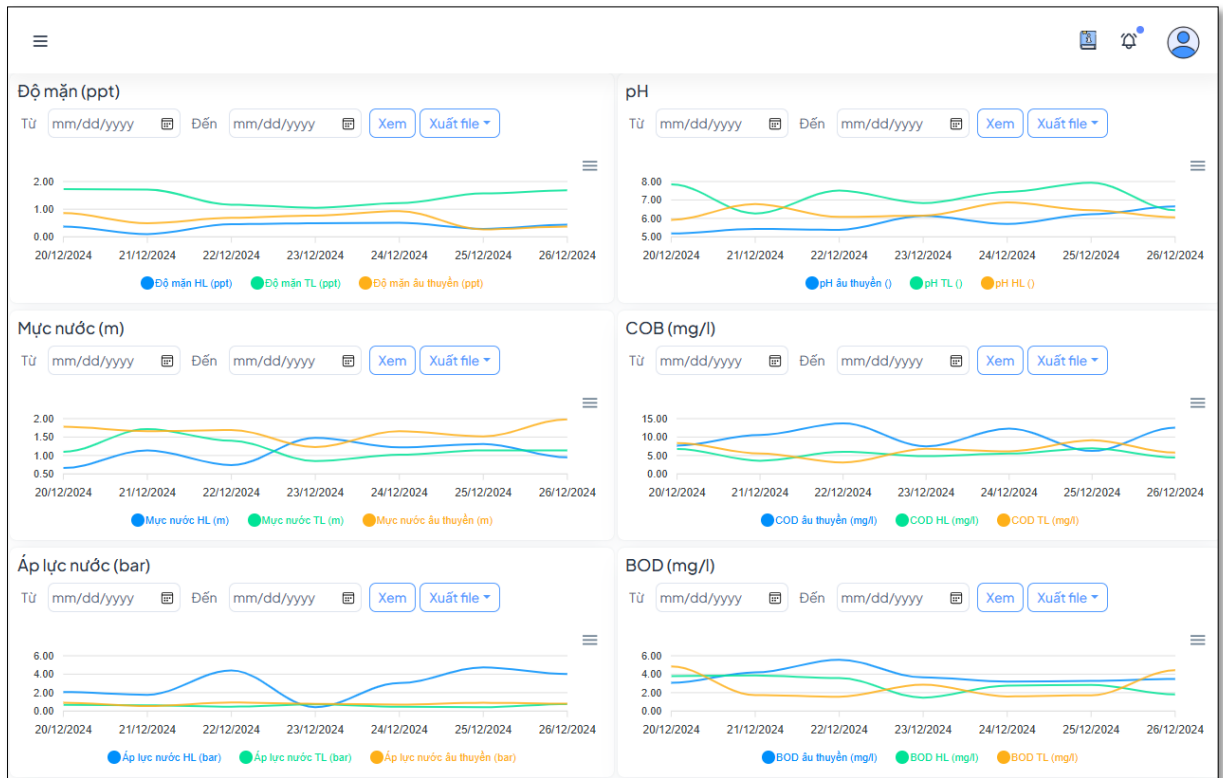 Độ mặn (ppt)
Từ mm/dd/yyyy Đến mm/dd/yyyy Xem Xuất file
2.00
1.00
0.00
20/12/2024 21/12/2024 22/12/2024 23/12/2024 24/12/2024 25/12/2024 26/12/2024
Độ mặn HL (ppt) Độ mặn TL (ppt) Độ mặn âu thuyền (ppt)
pH
Từ mm/dd/yyyy Đến mm/dd/yyyy Xem Xuất file
8.00
7.00
6.00
5.00
20/12/2024 21/12/2024 22/12/2024 23/12/2024 24/12/2024 25/12/2024 26/12/2024
pH âu thuyền () pH TL () pH HL ()
Mực nước (m)
Từ mm/dd/yyyy Đến mm/dd/yyyy Xem Xuất file
2.00
1.50
1.00
0.50
20/12/2024 21/12/2024 22/12/2024 23/12/2024 24/12/2024 25/12/2024 26/12/2024
Mực nước HL (m) Mực nước TL (m) Mực nước âu thuyền (m)
COB (mg/l)
Từ mm/dd/yyyy Đến mm/dd/yyyy Xem Xuất file
15.00
10.00
5.00
0.00
20/12/2024 21/12/2024 22/12/2024 23/12/2024 24/12/2024 25/12/2024 26/12/2024
COD âu thuyền (mg/l) COD HL (mg/l) COD TL (mg/l)
Áp lực nước (bar)
Từ mm/dd/yyyy Đến mm/dd/yyyy Xem Xuất file
6.00
4.00
2.00
0.00
20/12/2024 21/12/2024 22/12/2024 23/12/2024 24/12/2024 25/12/2024 26/12/2024
Áp lực nước HL (bar) Áp lực nước TL (bar) Áp lực nước âu thuyền (bar)
BOD (mg/l)
Từ mm/dd/yyyy Đến mm/dd/yyyy Xem Xuất file
6.00
4.00
2.00
0.00
20/12/2024 21/12/2024 22/12/2024 23/12/2024 24/12/2024 25/12/2024 26/12/2024
BOD âu thuyền (mg/l) BOD HL (mg/l) BOD TL (mg/l)